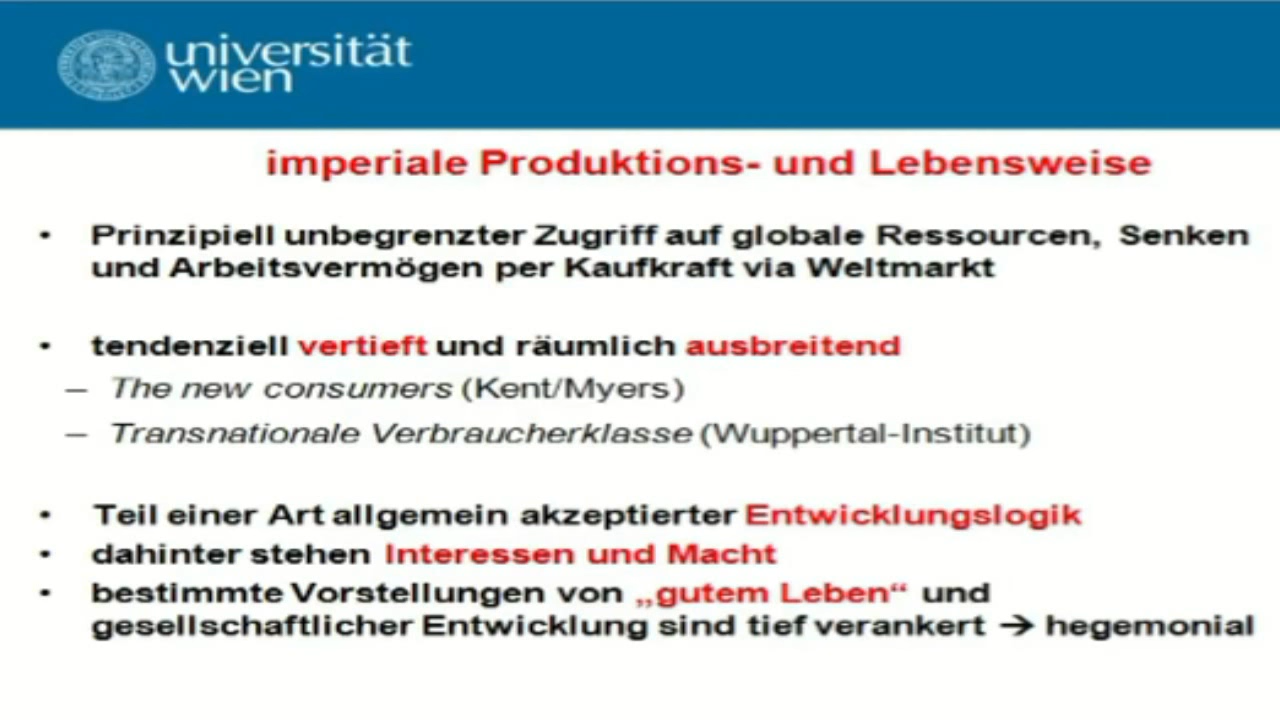 universität
wien
imperiale Produktions- und Lebensweise
• Prinzipiell unbegrenzter Zugriff auf globale Ressourcen, Senken
und Arbeitsvermögen per Kaufkraft via Weltmarkt
• tendenziell vertieft und räumlich ausbreitend
– The new consumers (Kent/Myers)
– Transnationale Verbraucherklasse (Wuppertal-Institut)
• Teil einer Art allgemein akzeptierter Entwicklungslogik
• dahinter stehen Interessen und Macht
• bestimmte Vorstellungen von „gutem Leben“ und
gesellschaftlicher Entwicklung sind tief verankert → hegemonial